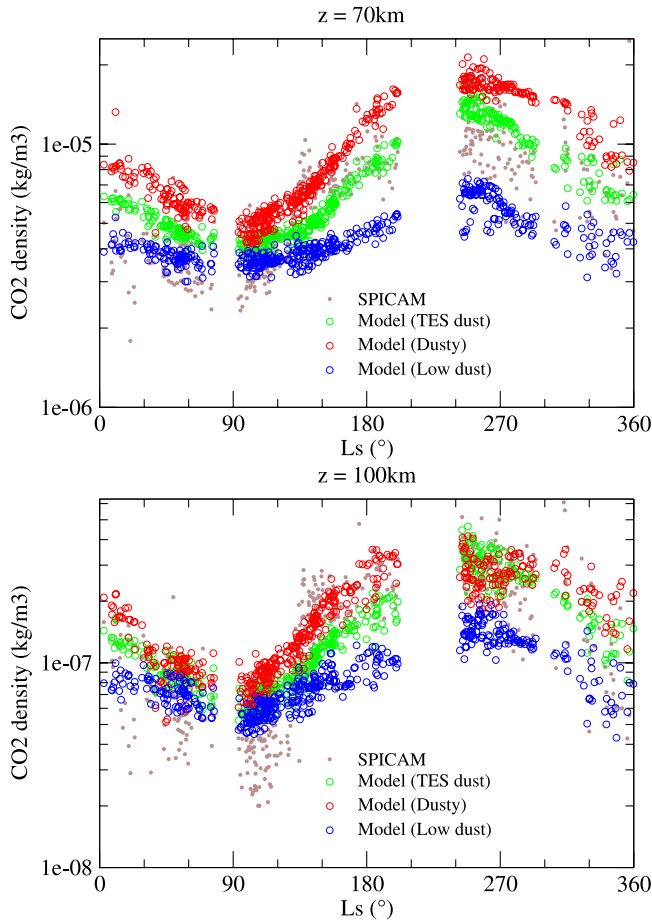 z = 70km
CO2 density (kg/m3)
1e-05
1e-06
SPICAM
Model (TES dust)
Model (Dusty)
Model (Low dust)
0 90 180 270 360
Ls (°)
z = 100km
CO2 density (kg/m3)
1e-07
1e-08
SPICAM
Model (TES dust)
Model (Dusty)
Model (Low dust)
0 90 180 270 360
Ls (°)